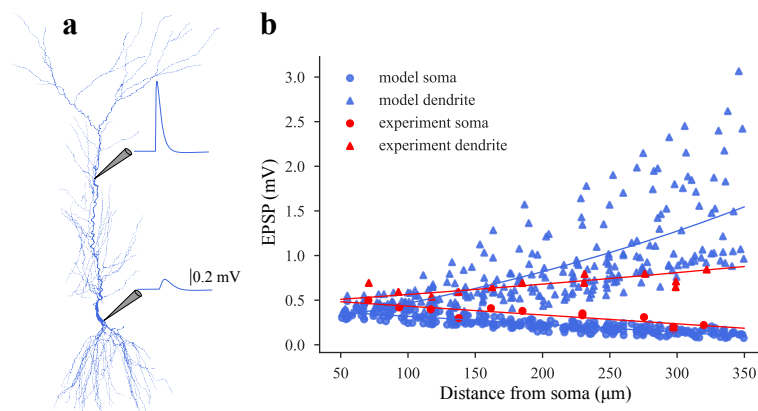 a
0.2 mV
b
EPSP (mV)
3.0
2.5
2.0
1.5
1.0
0.5
0.0
model soma
model dendrite
experiment soma
experiment dendrite
50 100 150 200 250 300 350
Distance from soma (μm)